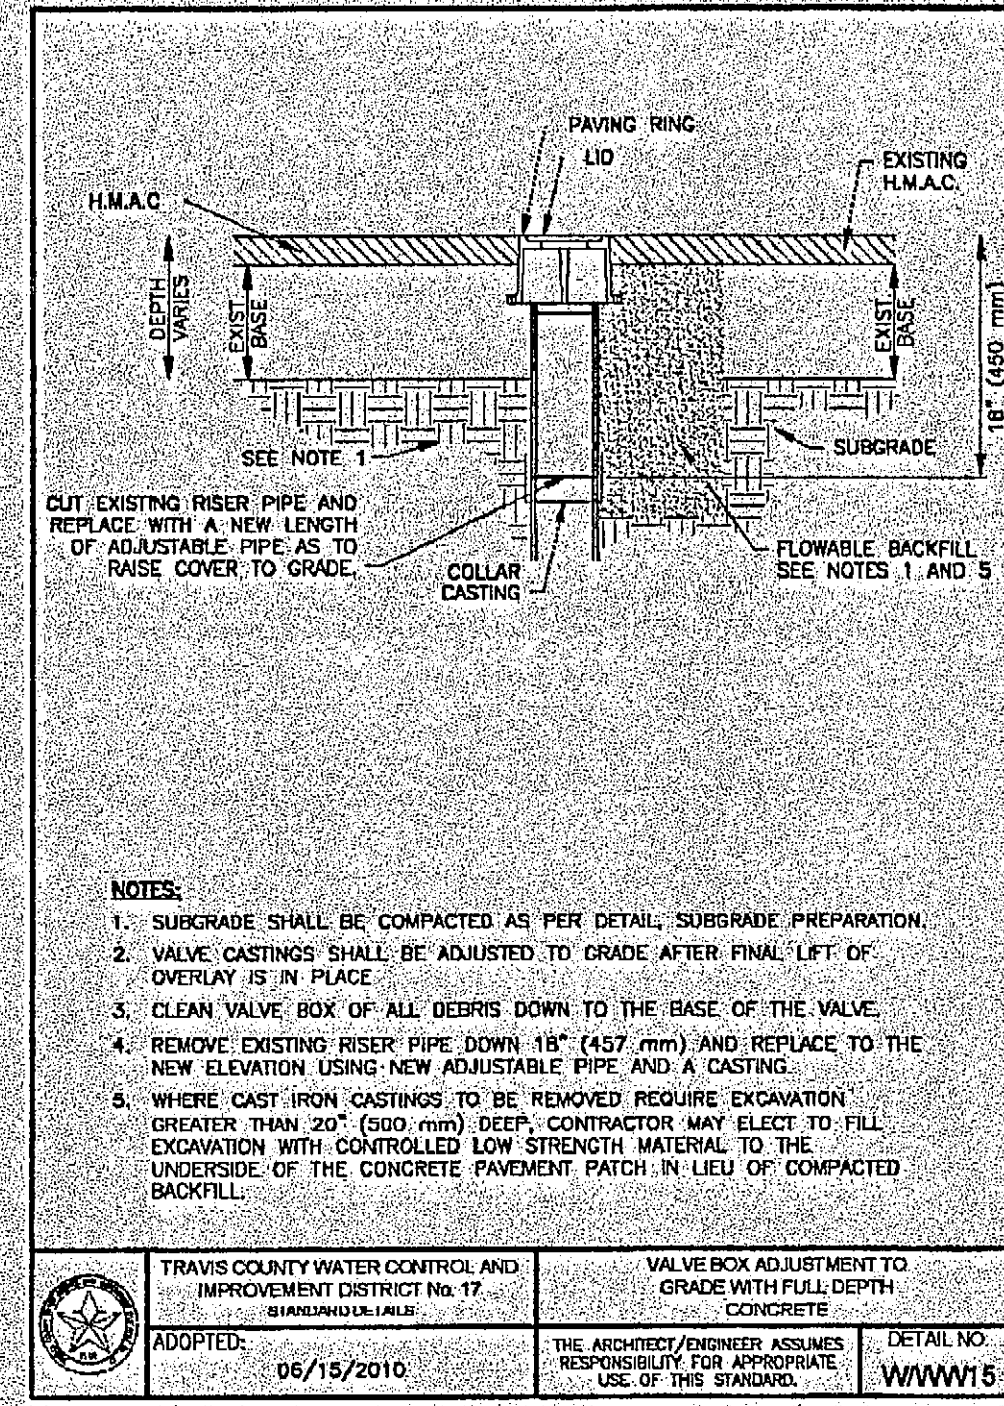 PAVING RING
LID
EXISTING
H.M.A.C.
H.M.A.C
DEPTH
VARIES
EXIST
BASE
EXIST
BASE
18" (450 mm)
SEE NOTE 1
SUBGRADE
CUT EXISTING RISER PIPE AND
REPLACE WITH A NEW LENGTH
OF ADJUSTABLE PIPE AS TO
RAISE COVER TO GRADE.
COLLAR
CASTING
FLOWABLE BACKFILL
SEE NOTES 1 AND 5
NOTES:
1. SUBGRADE SHALL BE COMPACTED AS PER DETAIL, SUBGRADE PREPARATION.
2. VALVE CASTINGS SHALL BE ADJUSTED TO GRADE AFTER FINAL LIFT OF
OVERLAY IS IN PLACE
3. CLEAN VALVE BOX OF ALL DEBRIS DOWN TO THE BASE OF THE VALVE.
4. REMOVE EXISTING RISER PIPE DOWN 18" (457 mm) AND REPLACE TO THE
NEW ELEVATION USING NEW ADJUSTABLE PIPE AND A CASTING.
5. WHERE CAST IRON CASTINGS TO BE REMOVED REQUIRE EXCAVATION
GREATER THAN 20" (500 mm) DEEP, CONTRACTOR MAY ELECT TO FILL
EXCAVATION WITH CONTROLLED LOW STRENGTH MATERIAL TO THE
UNDERSIDE OF THE CONCRETE PAVEMENT PATCH IN LIEU OF COMPACTED
BACKFILL.
TRAVIS COUNTY WATER CONTROL AND
IMPROVEMENT DISTRICT No. 17
STANDARD DETAILS
VALVE BOX ADJUSTMENT TO
GRADE WITH FULL DEPTH
CONCRETE
ADOPTED:
06/15/2010
THE ARCHITECT/ENGINEER ASSUMES
RESPONSIBILITY FOR APPROPRIATE
USE OF THIS STANDARD.
DETAIL NO.
W/WW15